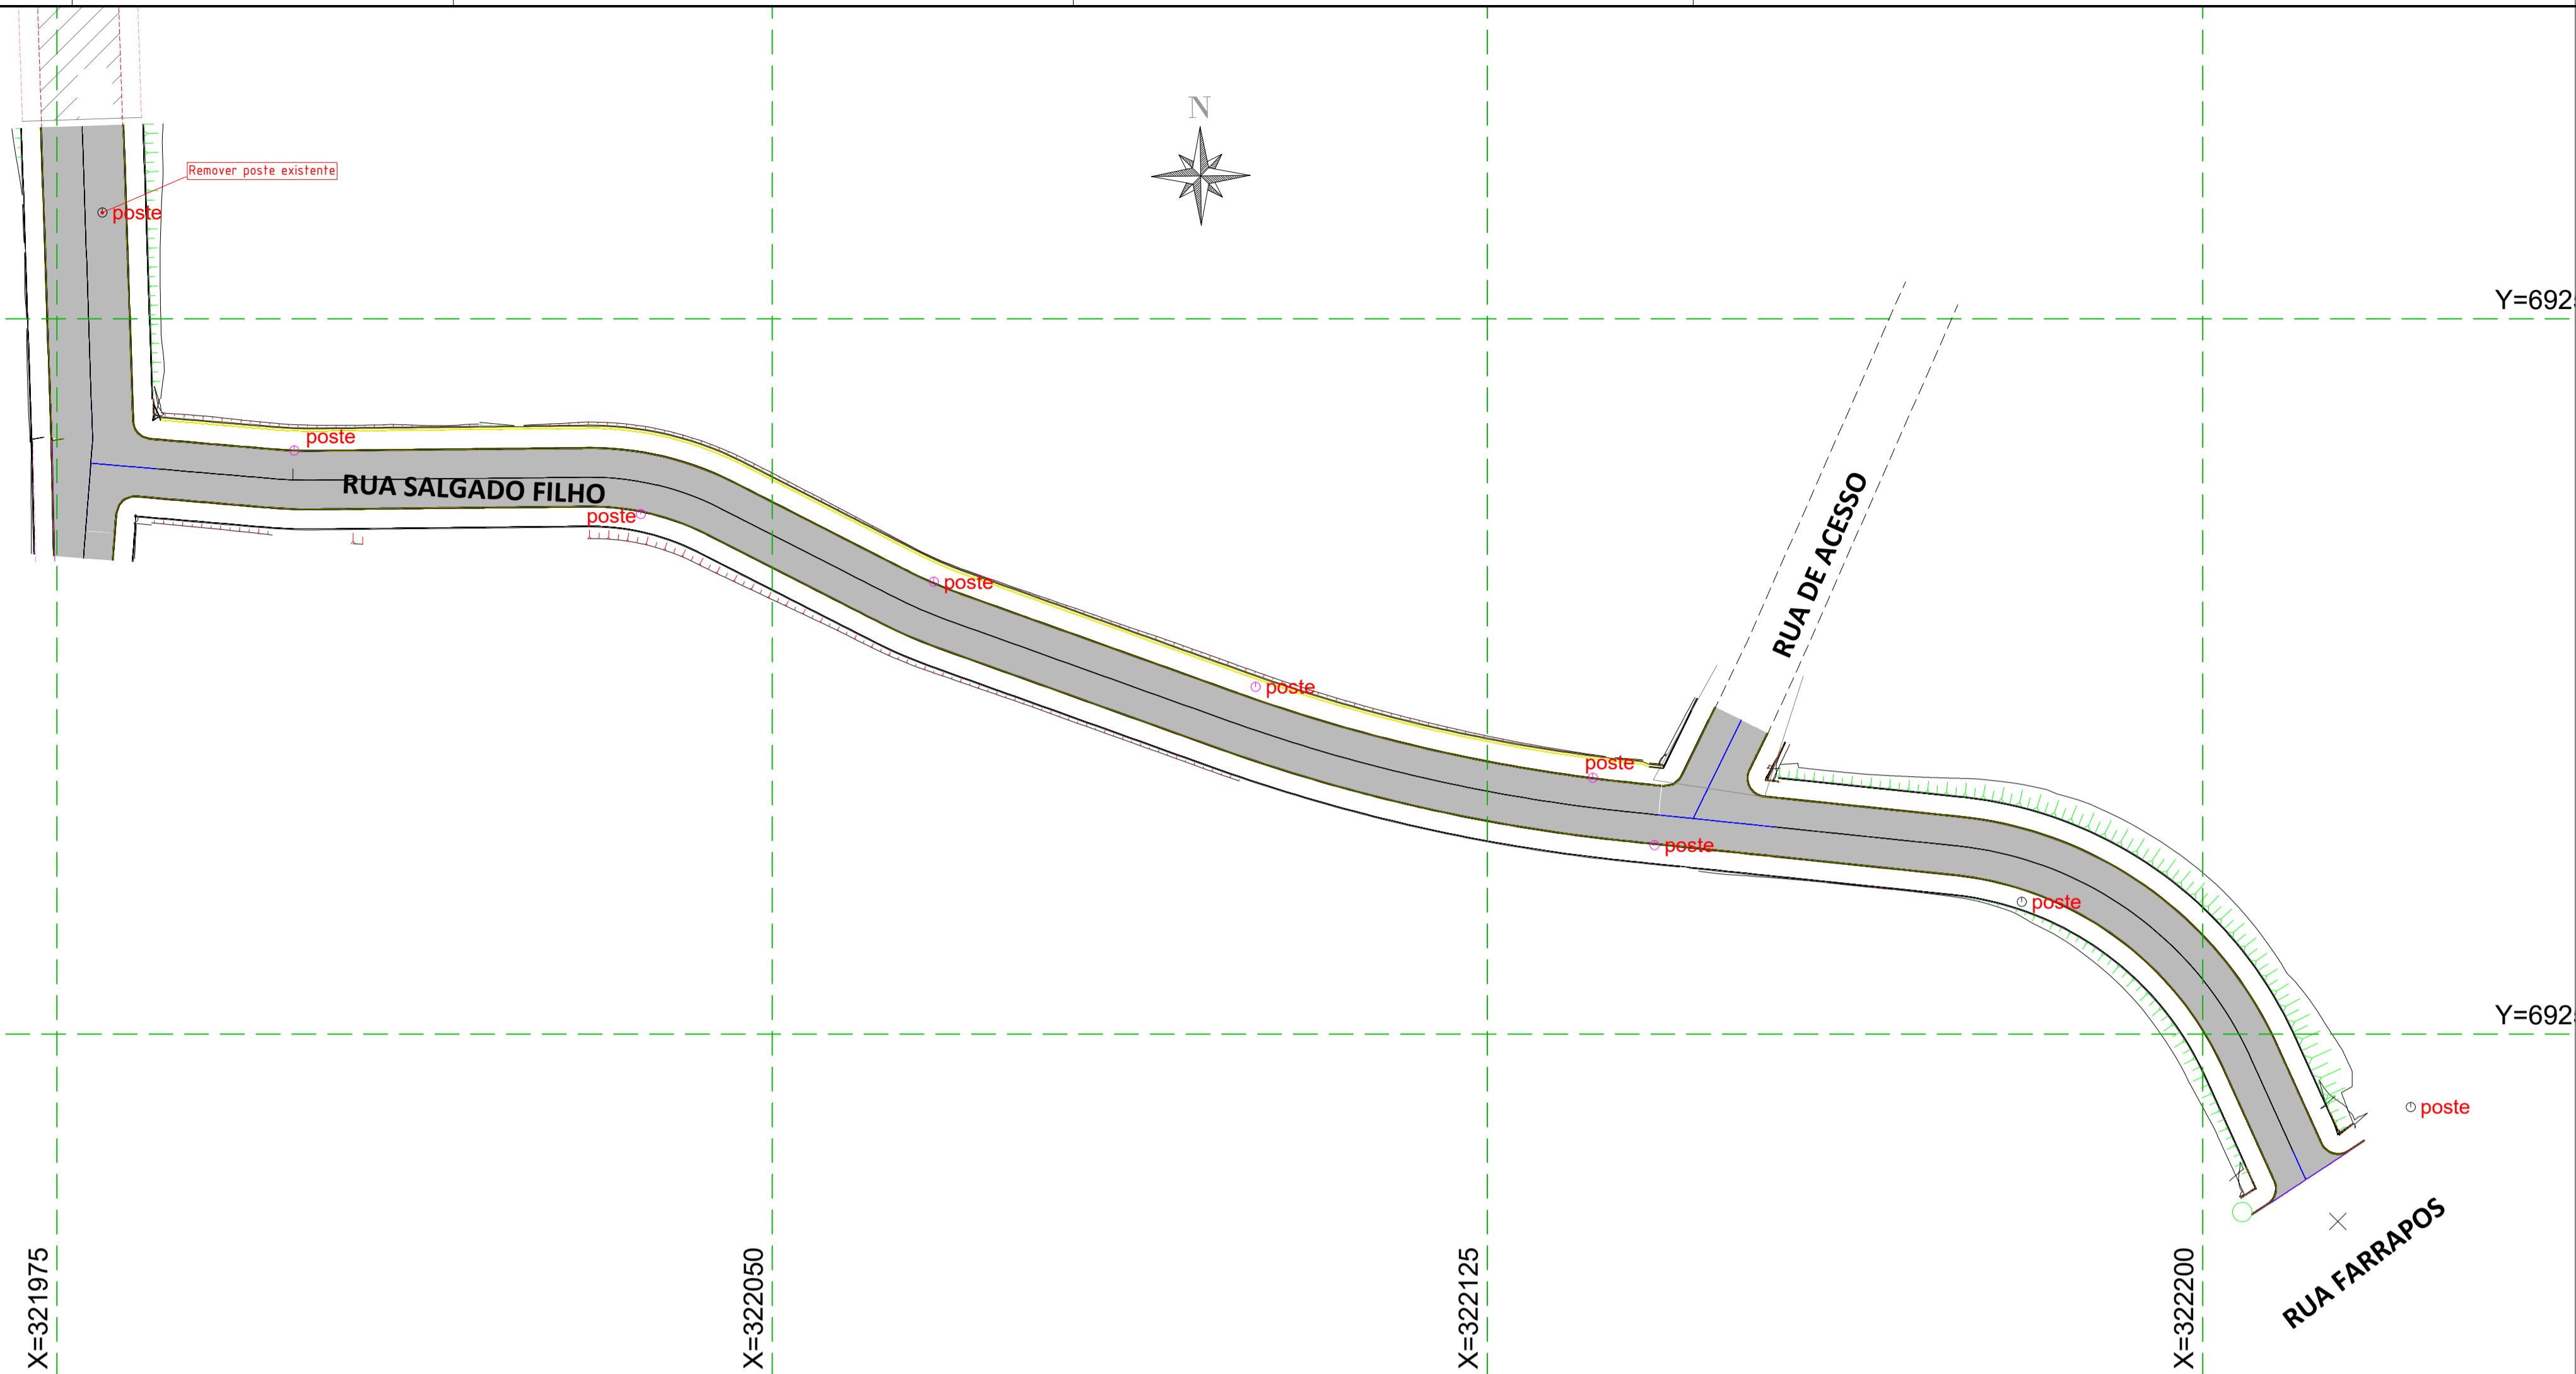 N
Remover poste existente
poste
Y=692
poste
RUA SALGADO FILHO
poste
poste
RUA DE ACESSO
poste
poste
poste
poste
Y=692
poste
RUA FARRAPOS
X=321975
X=322050
X=322125
X=322200